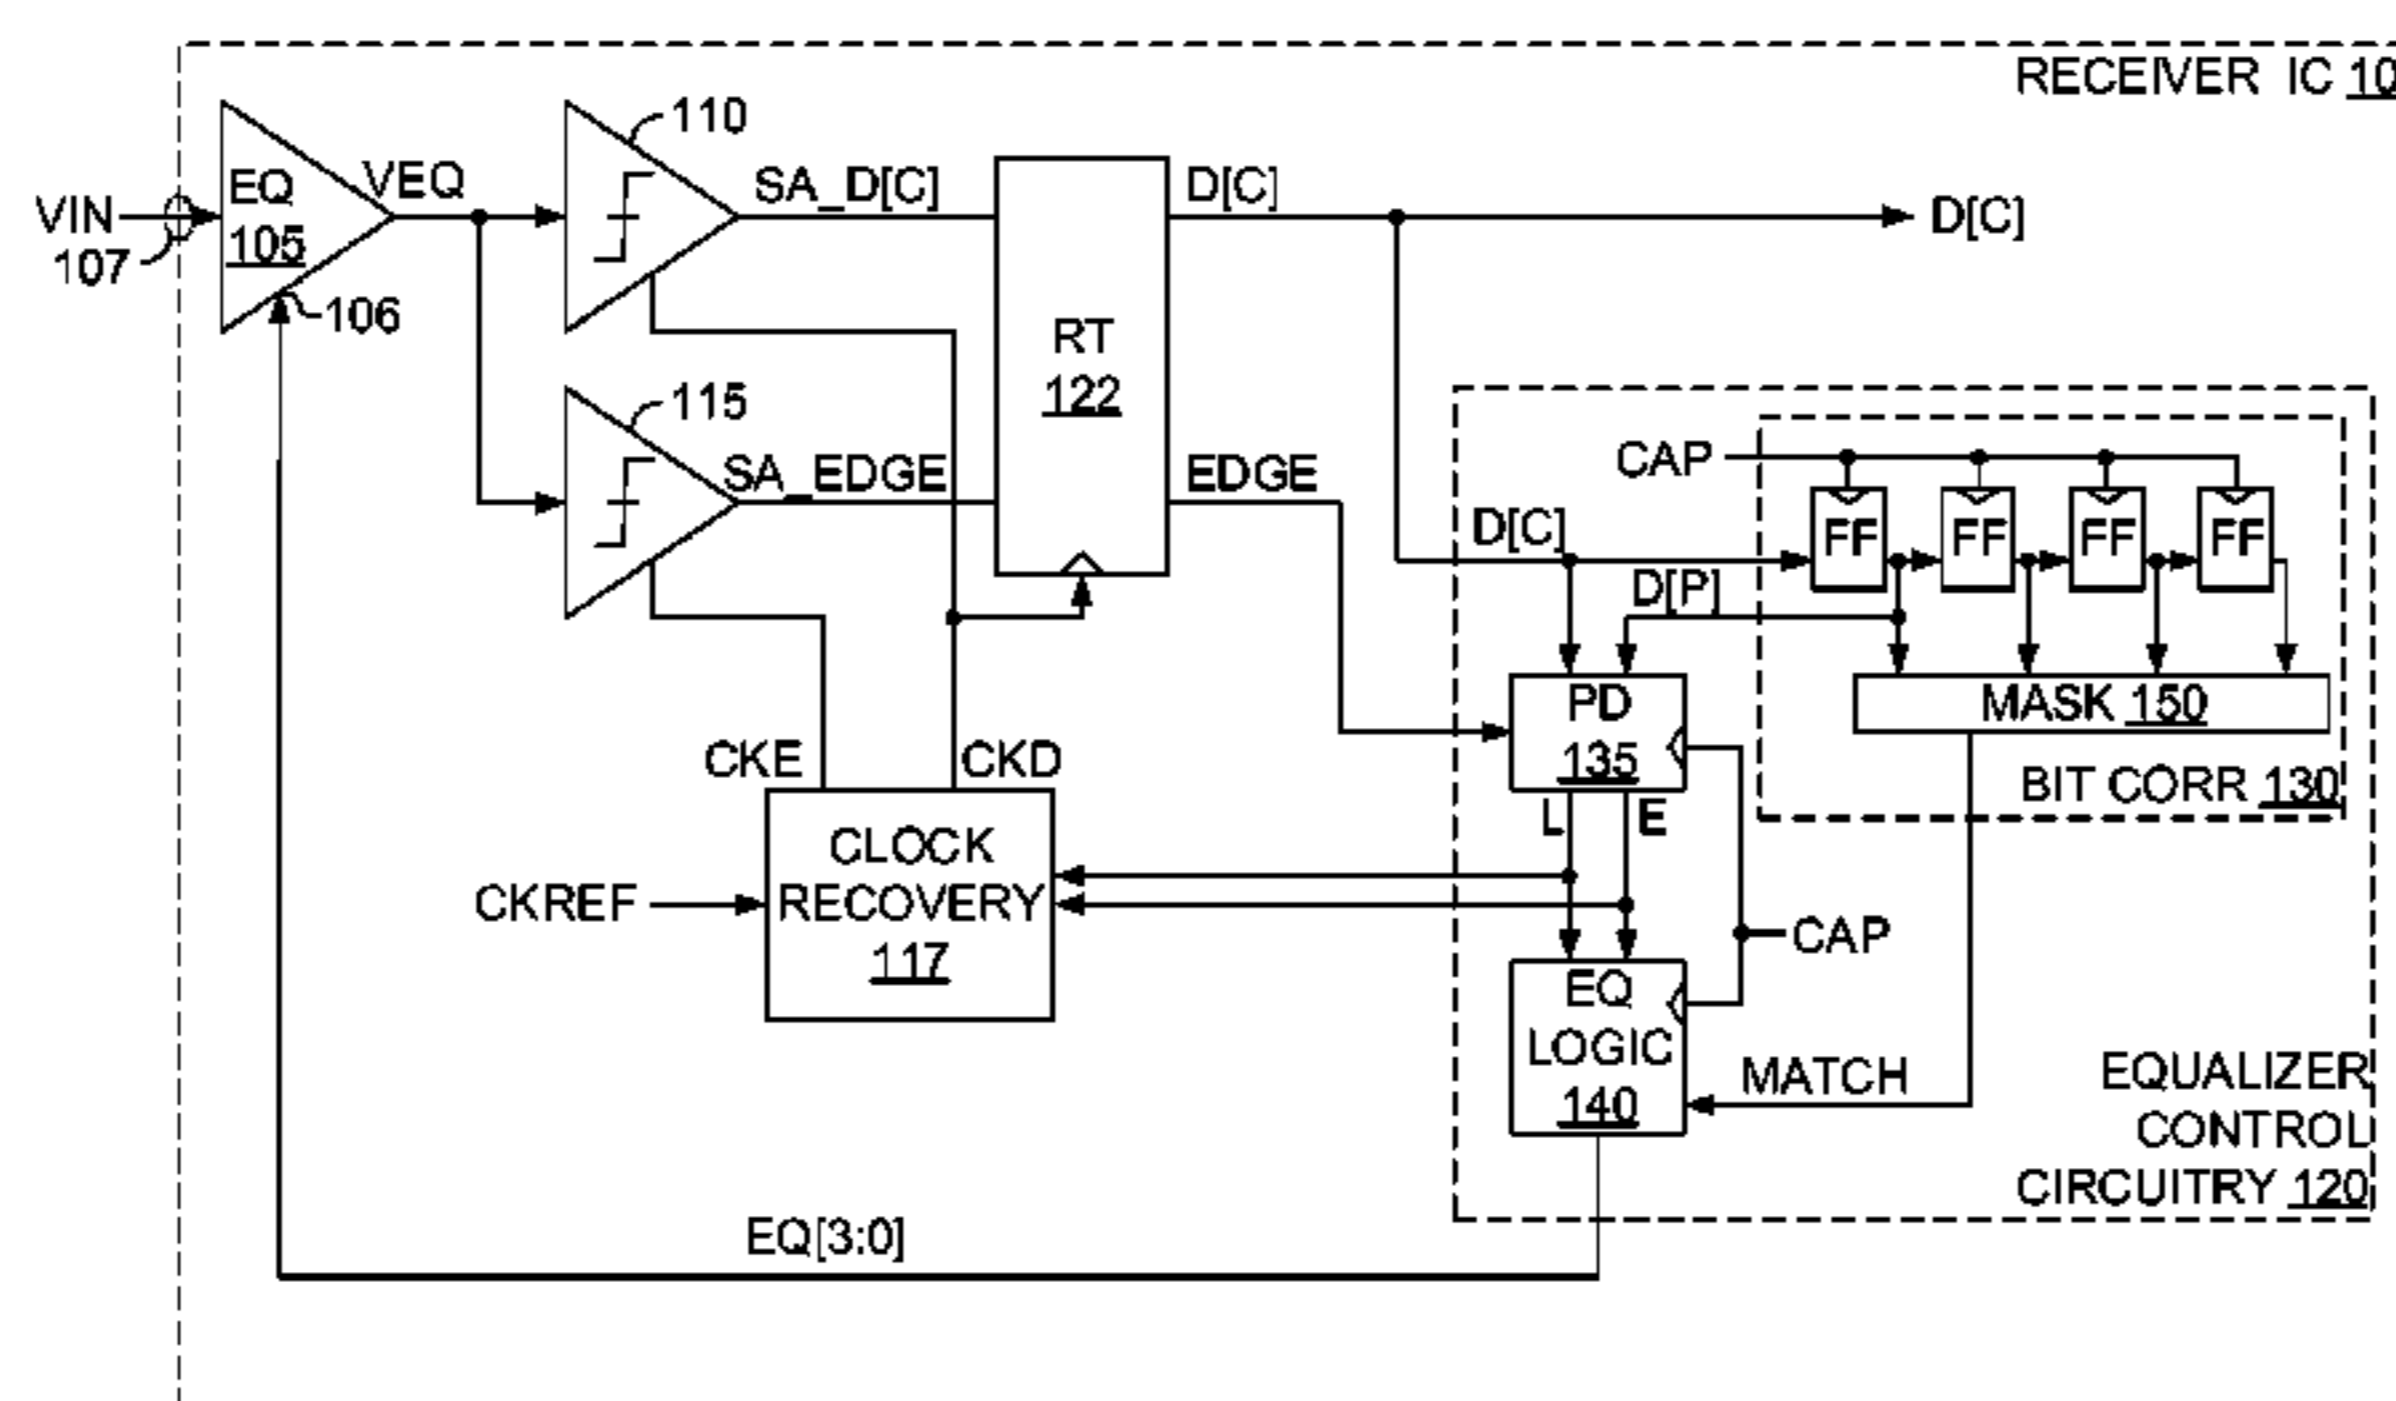 RECEIVER IC 10
110
VEQ
SA_D[C]
D[C]
EQ
105
VIN
107
D[C]
106
RT
122
115
SA_EDGE
EDGE
CAP
D[C]
FF FF FF FF
D[P]
PD
135
MASK 150
CKE
CKD
BIT CORR 130
L
E
CLOCK
RECOVERY
117
CKREF
CAP
EQ
LOGIC
140
MATCH
EQUALIZER
CONTROL
CIRCUITRY 120
EQ[3:0]